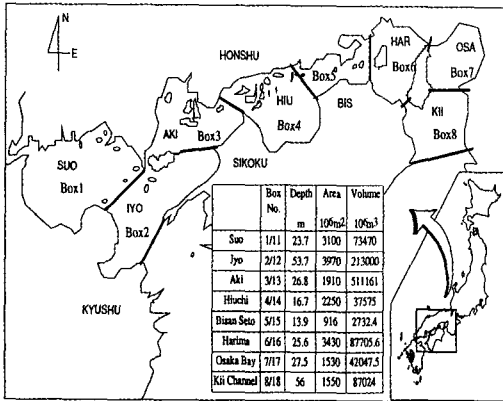 N
E
HONSHU
HAR
Box6
OSA
Box7
Box5
BIS
KII
Box8
HIU
Box4
AKI
Box3
SIKOKU
SUO
Box1
IYO
Box2
KYUSHU
Box No. Depth m Area 10⁶m2 Volume 10⁶m³
Suo 1/11 23.7 3100 73470
Iyo 2/12 53.7 3970 213000
Aki 3/13 26.8 1910 511161
Hiuchi 4/14 16.7 2250 37575
Bisan Seto 5/15 13.9 916 2732.4
Harima 6/16 25.6 3430 87705.6
Osaka Bay 7/17 27.5 1530 42047.5
Kii Channel 8/18 56 1550 87024